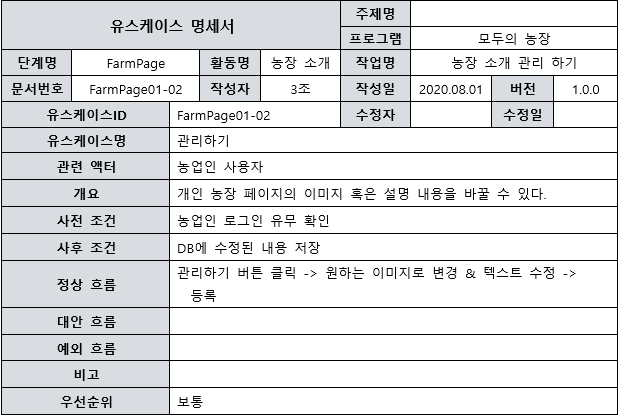 유스케이스 명세서
주제명
프로그램 모두의 농장
단계명 FarmPage 활동명 농장 소개 작업명 농장 소개 관리 하기
문서번호 FarmPage01-02 작성자 3조 작성일 2020.08.01 버전 1.0.0
유스케이스ID FarmPage01-02 수정자 수정일
유스케이스명 관리하기
관련 액터 농업인 사용자
개요 개인 농장 페이지의 이미지 혹은 설명 내용을 바꿀 수 있다.
사전 조건 농업인 로그인 유무 확인
사후 조건 DB에 수정된 내용 저장
정상 흐름 관리하기 버튼 클릭 -> 원하는 이미지로 변경 & 텍스트 수정 ->
등록
대안 흐름
예외 흐름
비고
우선순위 보통